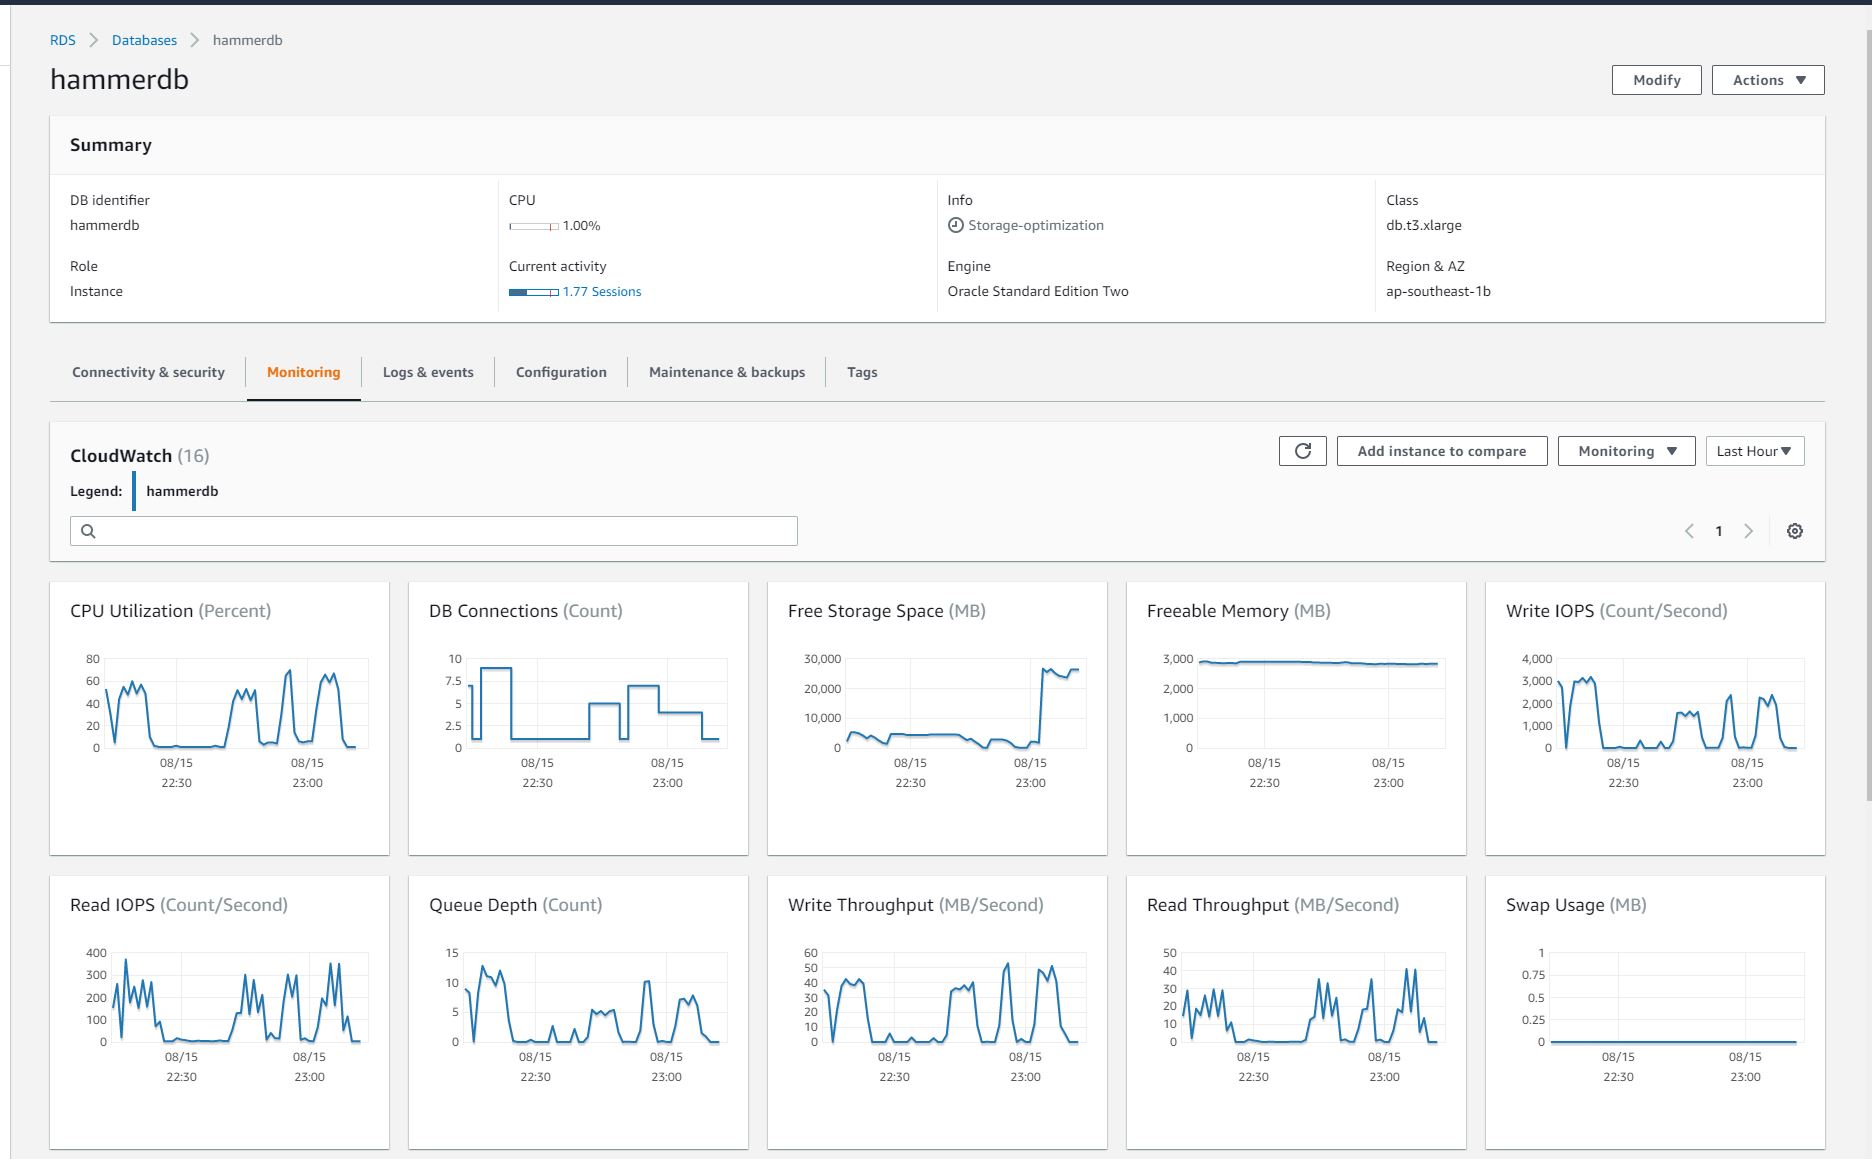 RDS > Databases > hammerdb
hammerdb
Modify
Actions ▼
Summary
DB identifier
hammerdb
CPU
1.00%
Info
Storage-optimization
Class
db.t3.xlarge
Role
Instance
Current activity
1.77 Sessions
Engine
Oracle Standard Edition Two
Region & AZ
ap-southeast-1b
Connectivity & security
Monitoring
Logs & events
Configuration
Maintenance & backups
Tags
CloudWatch (16)
Add instance to compare
Monitoring ▼
Last Hour▼
Legend: hammerdb
< 1 >
CPU Utilization (Percent)
80
60
40
20
0
08/15
22:30
08/15
23:00
DB Connections (Count)
10
7.5
5
2.5
0
08/15
22:30
08/15
23:00
Free Storage Space (MB)
30,000
20,000
10,000
0
08/15
22:30
08/15
23:00
Freeable Memory (MB)
3,000
2,000
1,000
0
08/15
22:30
08/15
23:00
Write IOPS (Count/Second)
4,000
3,000
2,000
1,000
0
08/15
22:30
08/15
23:00
Read IOPS (Count/Second)
400
300
200
100
0
08/15
22:30
08/15
23:00
Queue Depth (Count)
15
10
5
0
08/15
22:30
08/15
23:00
Write Throughput (MB/Second)
60
50
40
30
20
10
0
08/15
22:30
08/15
23:00
Read Throughput (MB/Second)
50
40
30
20
10
0
08/15
22:30
08/15
23:00
Swap Usage (MB)
1
0.75
0.5
0.25
0
08/15
22:30
08/15
23:00